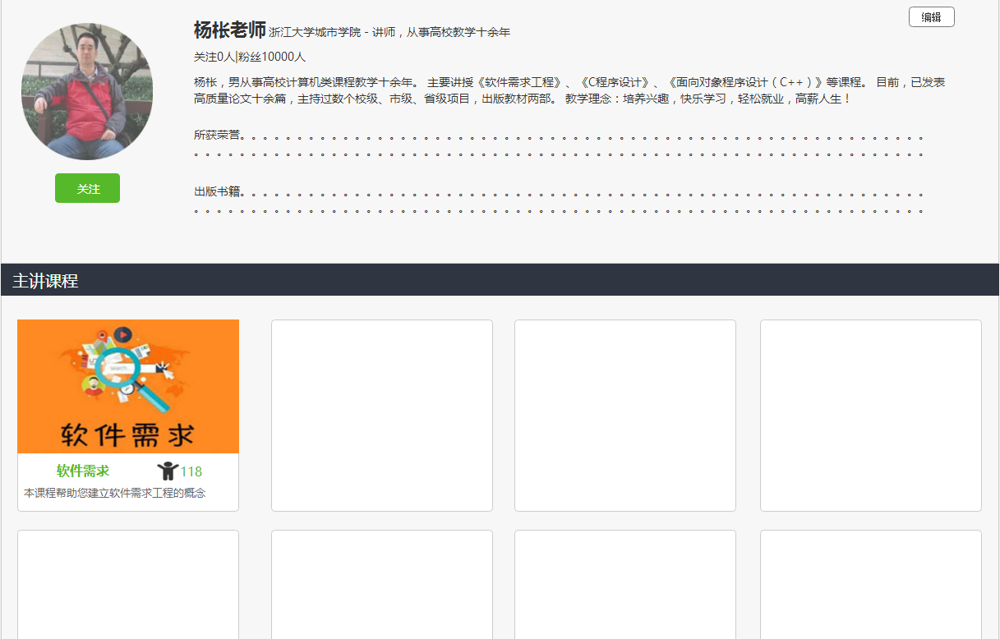 编辑
杨枨老师 浙江大学城市学院 - 讲师，从事高校教学十余年
关注0人|粉丝10000人
杨枨，男从事高校计算机类课程教学十余年。 主要讲授《软件需求工程》、《C程序设计》、《面向对象程序设计（C++）》等课程。 目前，已发表
高质量论文十余篇，主持过数个校级、市级、省级项目，出版教材两部。 教学理念：培养兴趣，快乐学习，轻松就业，高薪人生！
所获荣誉。。。。。。。。。。。。。。。。。。。。。。。。。。。。。。。。。。。。。。。。。。。。。。。。。。。。。。。。。。。。
。。。。。。。。。。。。。。。。。。。。。。。。。。。。。。。。。。。。。。。。。。。。。。。。。。。。。。。。。。。。。。。。
关注
出版书籍。。。。。。。。。。。。。。。。。。。。。。。。。。。。。。。。。。。。。。。。。。。。。。。。。。。。。。。。。。。。
。。。。。。。。。。。。。。。。。。。。。。。。。。。。。。。。。。。。。。。。。。。。。。。。。。。。。。。。。。。。。。。。
主讲课程
search...
软件需求
软件需求 118
本课程帮助您建立软件需求工程的概念